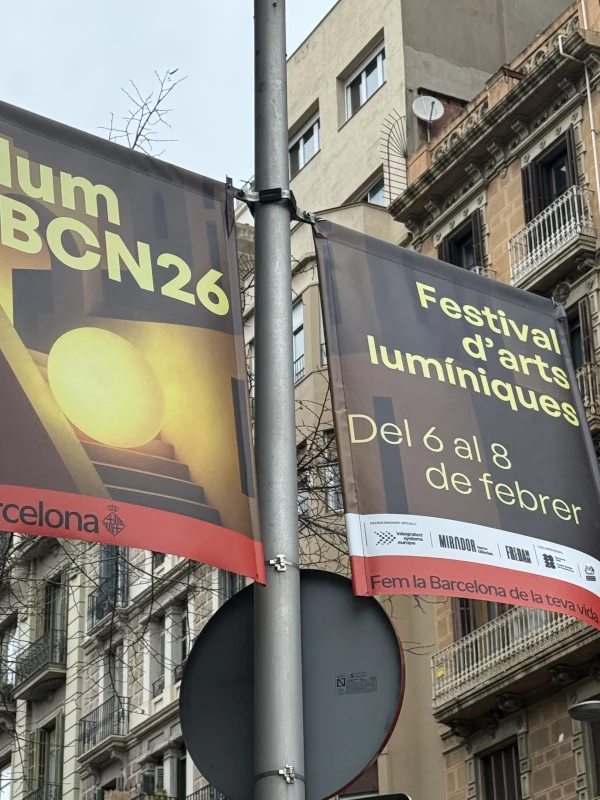 lum
BCN26
rcelona
Festival
d'arts
lumíniques
Del 6 al 8
de febrer
integrated
systems
europe
MIRADOR
Fem la Barcelona de la teva vida